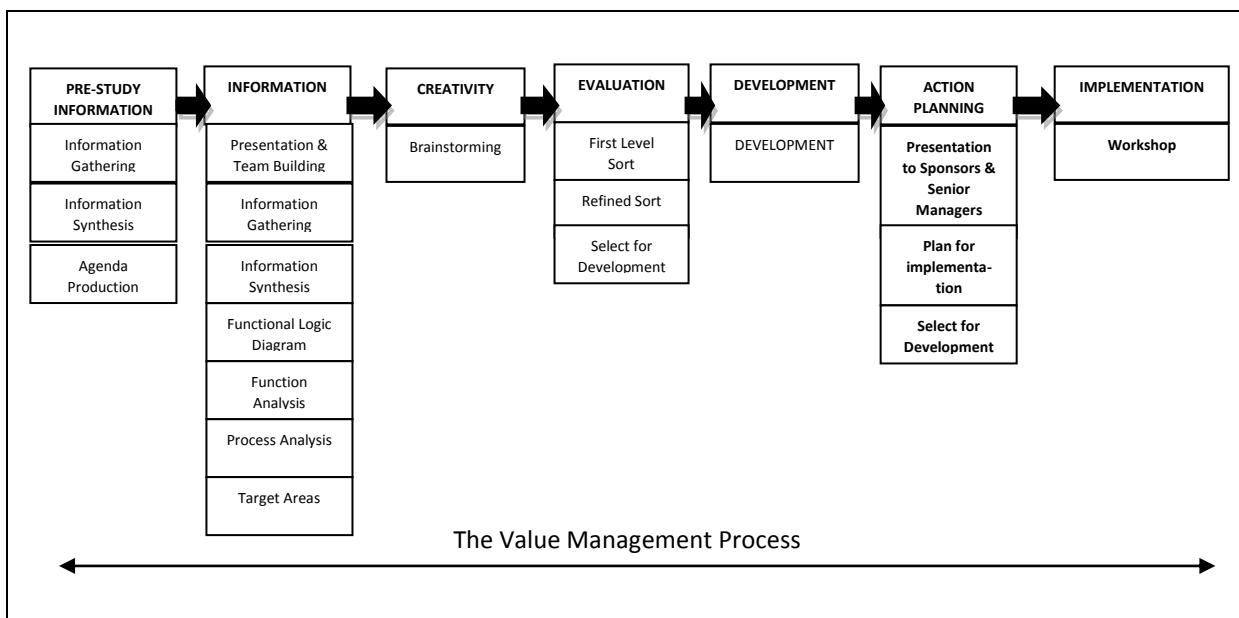 PRE-STUDY
INFORMATION
Information
Gathering
Information
Synthesis
Agenda
Production
INFORMATION
Presentation &
Team Building
Information
Gathering
Information
Synthesis
Functional Logic
Diagram
Function
Analysis
Process Analysis
Target Areas
CREATIVITY
Brainstorming
EVALUATION
First Level
Sort
Refined Sort
Select for
Development
DEVELOPMENT
DEVELOPMENT
ACTION
PLANNING
Presentation
to Sponsors &
Senior
Managers
Plan for
implementa-
tion
Select for
Development
IMPLEMENTATION
Workshop
The Value Management Process